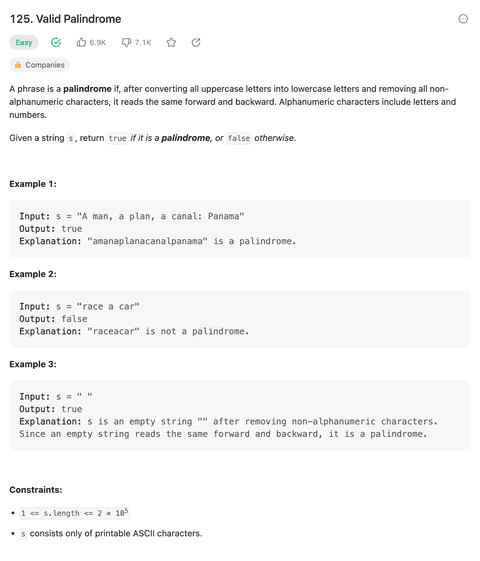 125. Valid Palindrome
Easy 6.9K 7.1K
Companies
A phrase is a palindrome if, after converting all uppercase letters into lowercase letters and removing all non-
alphanumeric characters, it reads the same forward and backward. Alphanumeric characters include letters and
numbers.
Given a string s, return true if it is a palindrome, or false otherwise.
Example 1:
Input: s = "A man, a plan, a canal: Panama"
Output: true
Explanation: "amanaplanacanalpanama" is a palindrome.
Example 2:
Input: s = "race a car"
Output: false
Explanation: "raceacar" is not a palindrome.
Example 3:
Input: s = " "
Output: true
Explanation: s is an empty string "" after removing non-alphanumeric characters.
Since an empty string reads the same forward and backward, it is a palindrome.
Constraints:
• 1 <= s.length <= 2 * 10⁵
• s consists only of printable ASCII characters.